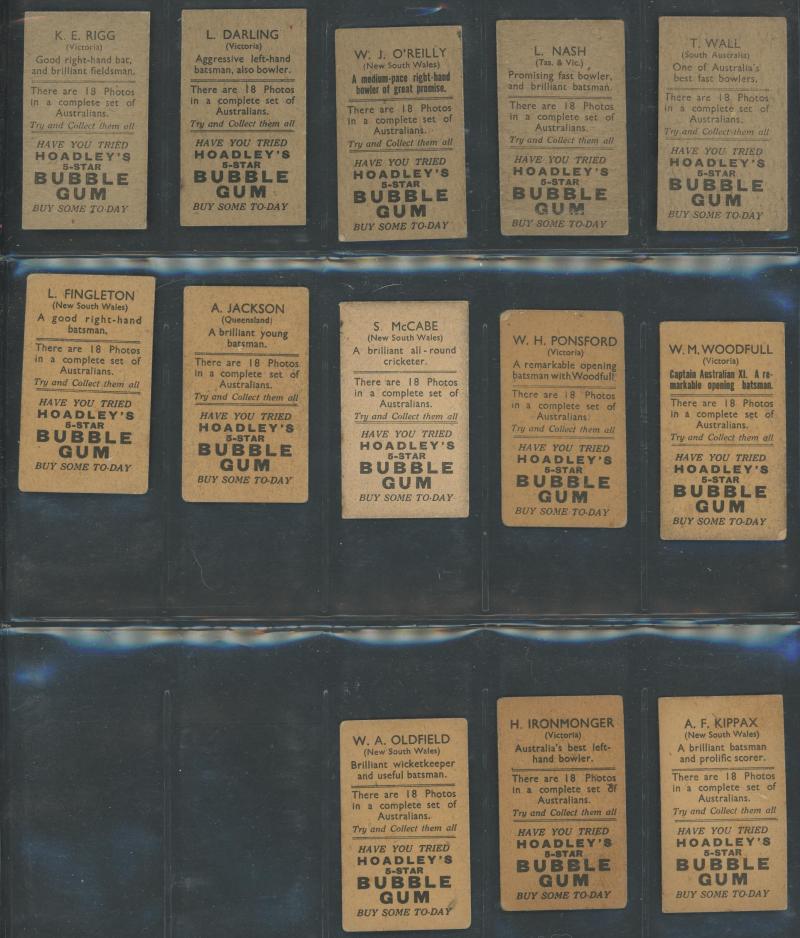 K. E. RIGG
(Victoria)
Good right-hand bat,
and brilliant fieldsman.
There are 18 Photos
in a complete set of
Australians.
Try and Collect them all
HAVE YOU TRIED
HOADLEY'S
5-STAR
BUBBLE
GUM
BUY SOME TO-DAY
L. DARLING
(Victoria)
Aggressive left-hand
batsman, also bowler.
There are 18 Photos
in a complete set of
Australians.
Try and Collect them all
HAVE YOU TRIED
HOADLEY'S
5-STAR
BUBBLE
GUM
BUY SOME TO-DAY
W. J. O'REILLY
(New South Wales)
A medium-pace right-hand
bowler of great promise.
There are 18 Photos
in a complete set of
Australians.
Try and Collect them all
HAVE YOU TRIED
HOADLEY'S
5-STAR
BUBBLE
GUM
BUY SOME TO-DAY
L. NASH
(Tas. & Vic.)
Promising fast bowler,
and brilliant batsman.
There are 18 Photos
in a complete set of
Australians.
Try and Collect them all
HAVE YOU TRIED
HOADLEY'S
5-STAR
BUBBLE
GUM
BUY SOME TO-DAY
T. WALL
(South Australia)
One of Australia's
best fast bowlers.
There are 18 Photos
in a complete set of
Australians.
Try and Collect them all
HAVE YOU TRIED
HOADLEY'S
5-STAR
BUBBLE
GUM
BUY SOME TO-DAY
L. FINGLETON
(New South Wales)
A good right-hand
batsman.
There are 18 Photos
in a complete set of
Australians.
Try and Collect them all
HAVE YOU TRIED
HOADLEY'S
5-STAR
BUBBLE
GUM
BUY SOME TO-DAY
A. JACKSON
(Queensland)
A brilliant young
batsman.
There are 18 Photos
in a complete set of
Australians.
Try and Collect them all
HAVE YOU TRIED
HOADLEY'S
5-STAR
BUBBLE
GUM
BUY SOME TO-DAY
S. McCABE
(New South Wales)
A brilliant all-round
cricketer.
There are 18 Photos
in a complete set of
Australians.
Try and Collect them all
HAVE YOU TRIED
HOADLEY'S
5-STAR
BUBBLE
GUM
BUY SOME TO-DAY
W. H. PONSFORD
(Victoria)
A remarkable opening
batsman with Woodfull
There are 18 Photos
in a complete set of
Australians.
Try and Collect them all
HAVE YOU TRIED
HOADLEY'S
5-STAR
BUBBLE
GUM
BUY SOME TO-DAY
W. M. WOODFULL
(Victoria)
Captain Australian XI. A re-
markable opening batsman.
There are 18 Photos
in a complete set of
Australians.
Try and Collect them all
HAVE YOU TRIED
HOADLEY'S
5-STAR
BUBBLE
GUM
BUY SOME TO-DAY
W. A. OLDFIELD
(New South Wales)
Brilliant wicketkeeper
and useful batsman.
There are 18 Photos
in a complete set of
Australians.
Try and Collect them all
HAVE YOU TRIED
HOADLEY'S
5-STAR
BUBBLE
GUM
BUY SOME TO-DAY
H. IRONMONGER
(Victoria)
Australia's best left-
hand bowler.
There are 18 Photos
in a complete set of
Australians.
Try and Collect them all
HAVE YOU TRIED
HOADLEY'S
5-STAR
BUBBLE
GUM
BUY SOME TO-DAY
A. F. KIPPAX
(New South Wales)
A brilliant batsman
and prolific scorer.
There are 18 Photos
in a complete set of
Australians.
Try and Collect them all
HAVE YOU TRIED
HOADLEY'S
5-STAR
BUBBLE
GUM
BUY SOME TO-DAY